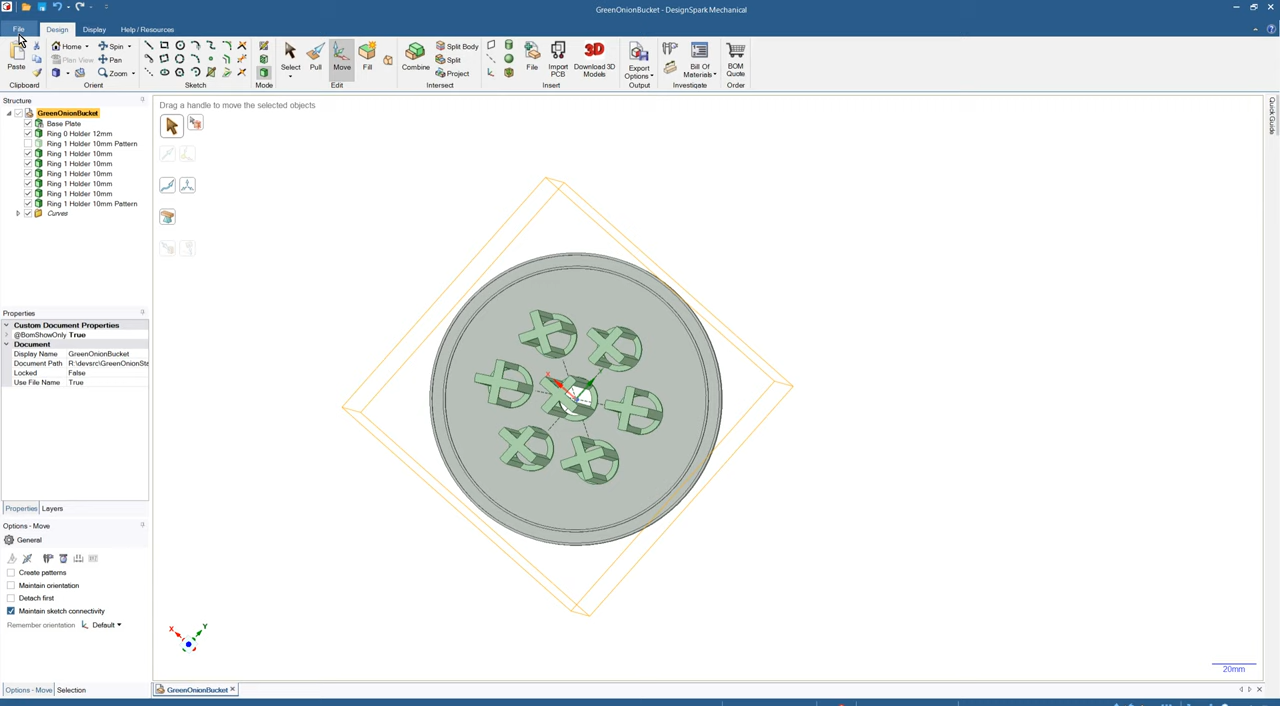 GreenOnionBucket - DesignSpark Mechanical
File Design Display Help / Resources
Paste
Clipboard
Home Spin
Plan View Pan
Zoom
Orient
Sketch
Mode
Select Pull Move Fill
Edit
Combine Split Body
Split
Project
Intersect
File Import PCB Download 3D Models
Insert
Export Options
Output
Bill Of Materials
Investigate
BOM Quote
Order
Structure
GreenOnionBucket
Base Plate
Ring 0 Holder 12mm
Ring 1 Holder 10mm Pattern
Ring 1 Holder 10mm
Ring 1 Holder 10mm
Ring 1 Holder 10mm
Ring 1 Holder 10mm
Ring 1 Holder 10mm
Ring 1 Holder 10mm Pattern
Curves
Drag a handle to move the selected objects
Quick Guide
X Y
Properties
Custom Document Properties
@BomShowOnly True
Document
Display Name GreenOnionBucket
Document Path R:\devsrc\GreenOnionSta
Locked False
Use File Name True
Properties Layers
Options - Move
General
Create patterns
Maintain orientation
Detach first
Maintain sketch connectivity
Remember orientation Default
X Y
20mm
Options - Move Selection
GreenOnionBucket